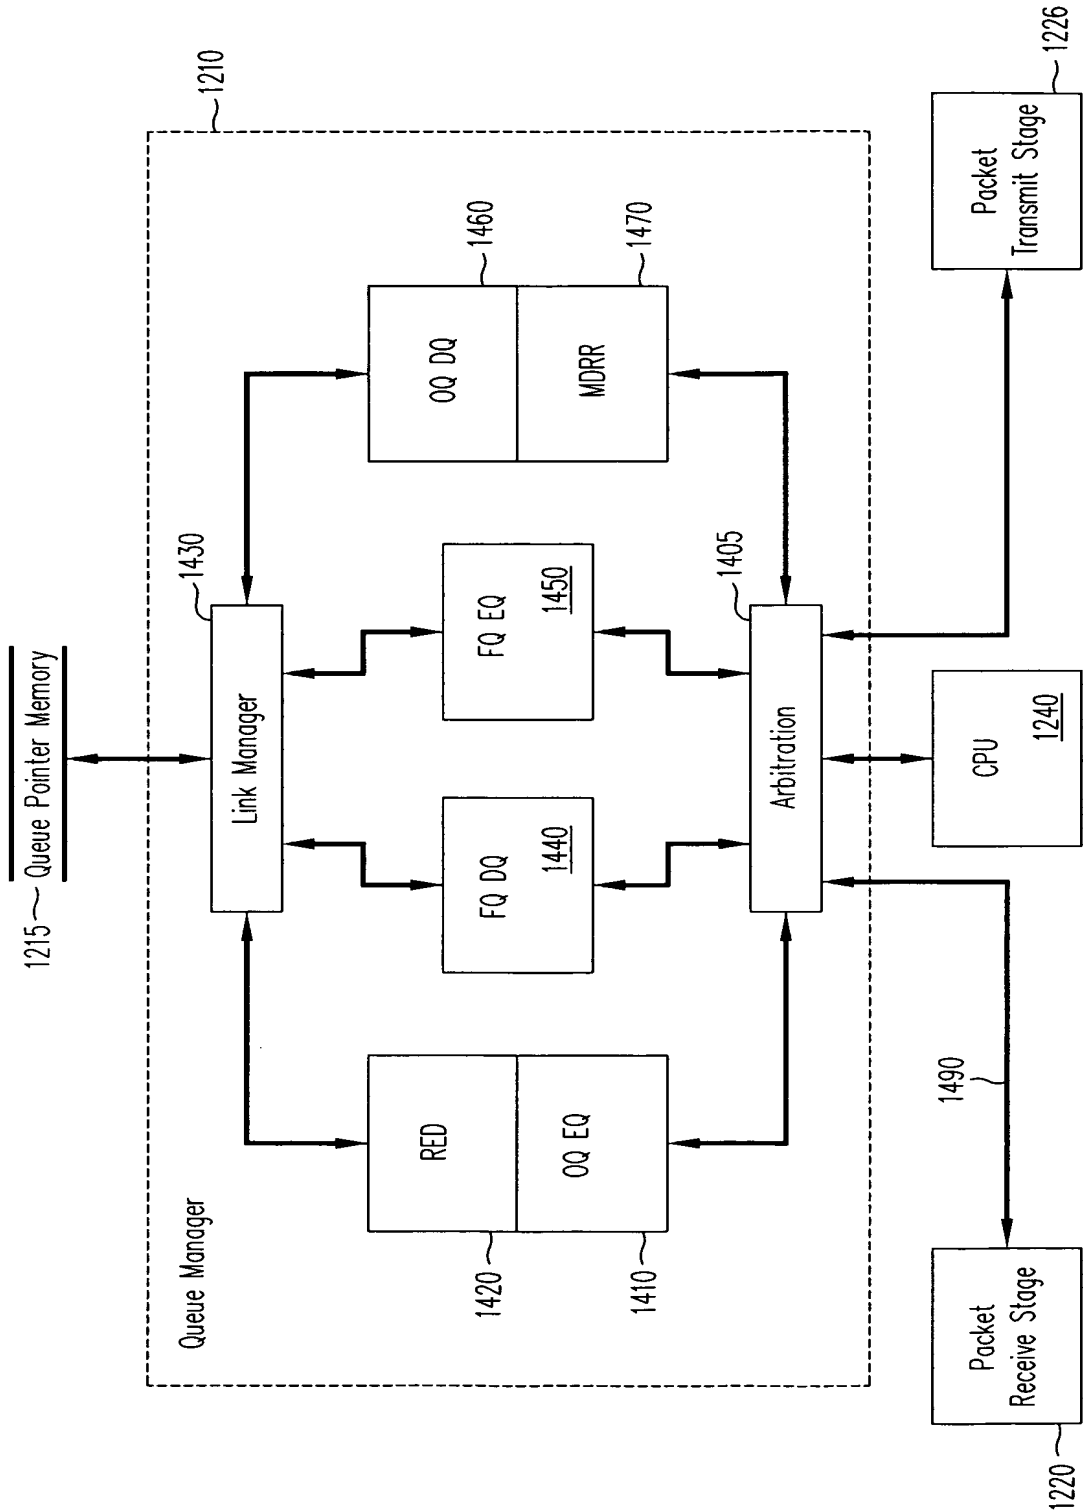 1215
Queue Pointer Memory
1210
Queue Manager
1430
Link Manager
RED
1420
OQ EQ
1410
FQ DQ
1440
FQ EQ
1450
OQ DQ
1460
MDRR
1470
1405
Arbitration
1490
Packet
Receive Stage
1220
CPU
1240
Packet
Transmit Stage
1226